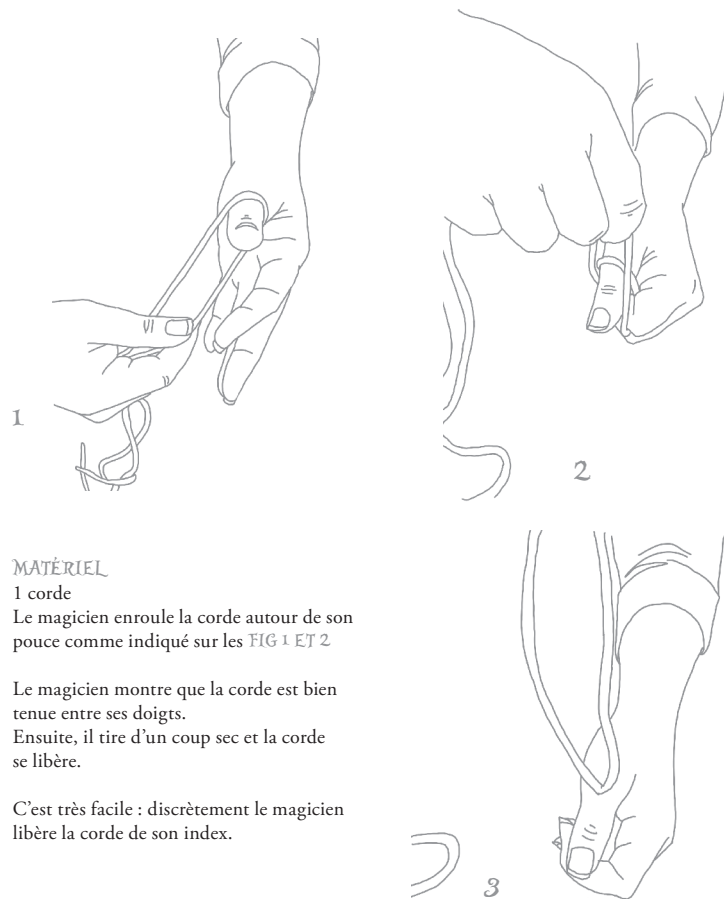 1
2
MATÉRIEL
1 corde
Le magicien enroule la corde autour de son
pouce comme indiqué sur les FIG 1 ET 2
Le magicien montre que la corde est bien
tenue entre ses doigts.
Ensuite, il tire d’un coup sec et la corde
se libère.
C’est très facile : discrètement le magicien
libère la corde de son index.
3